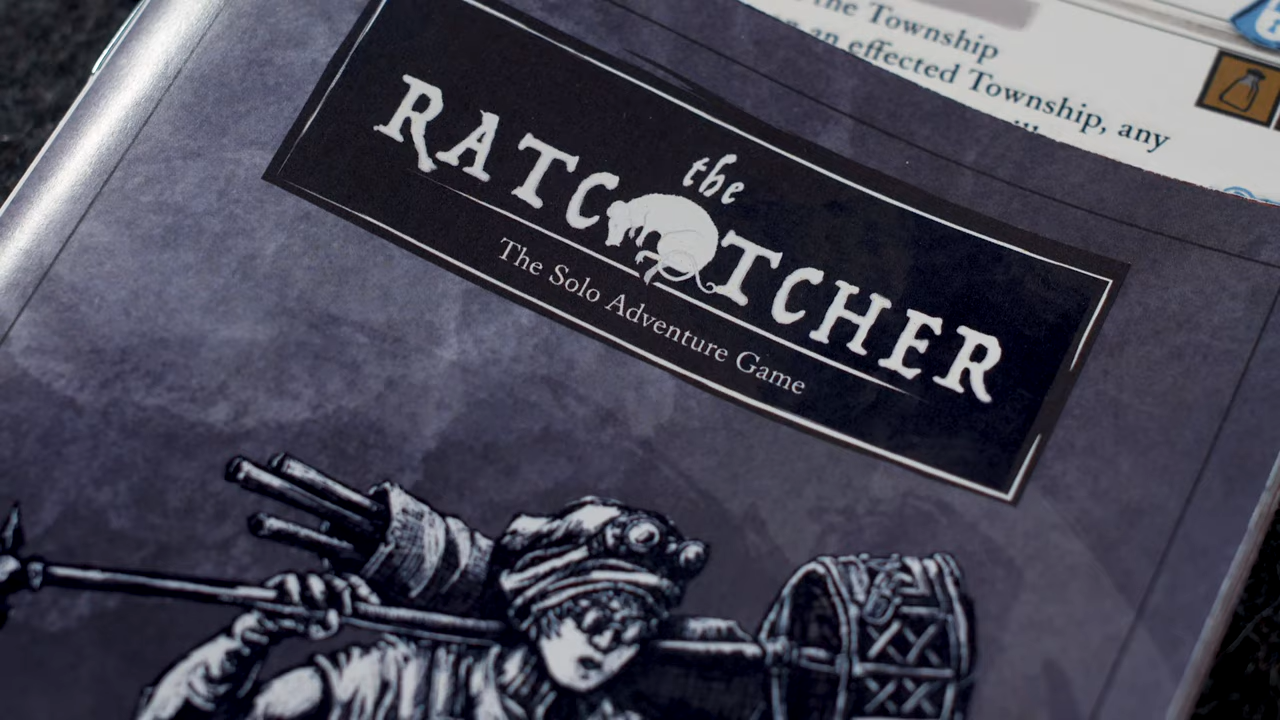 the Township
an effected Township, any
the
RATCATCHER
The Solo Adventure Game